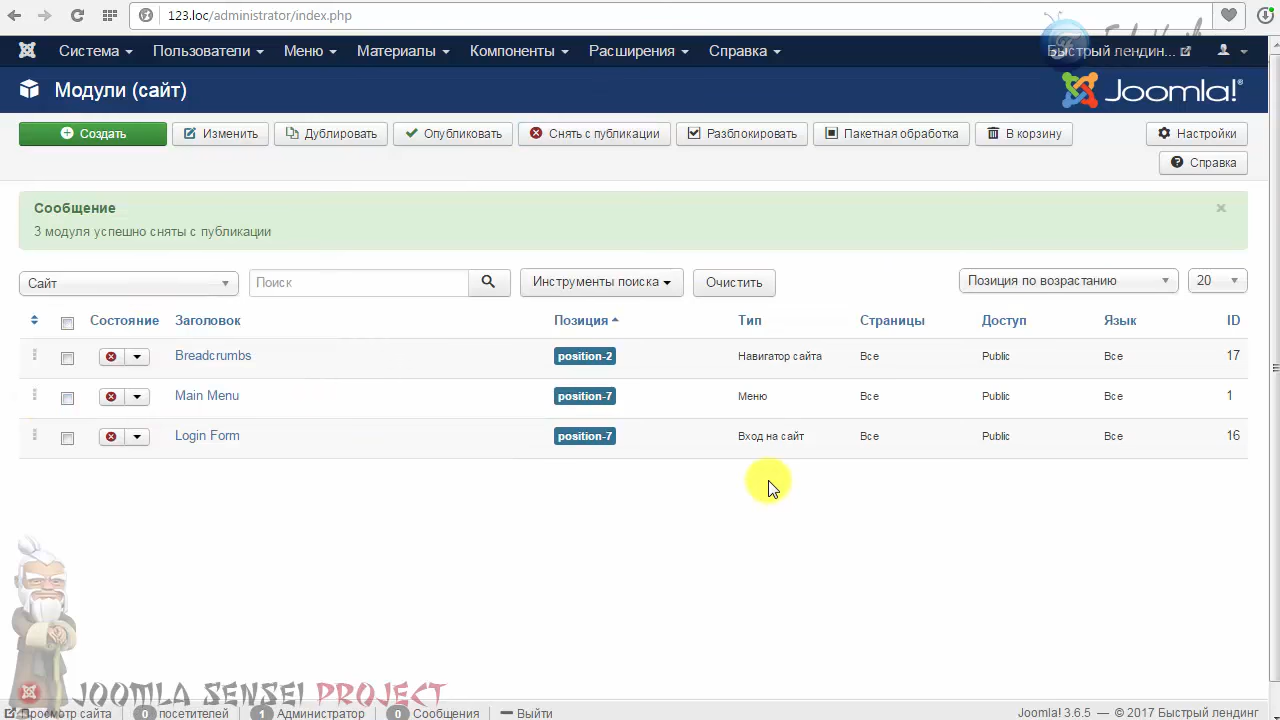 123.loc/administrator/index.php
Система Пользователи Меню Материалы Компоненты Расширения Справка Быстрый лендин...
Модули (сайт) Joomla!®
Создать Изменить Дублировать Опубликовать Снять с публикации Разблокировать Пакетная обработка В корзину Настройки
Справка
Сообщение ×
3 модуля успешно сняты с публикации
Сайт Поиск Инструменты поиска Очистить Позиция по возрастанию 20
Состояние Заголовок Позиция Тип Страницы Доступ Язык ID
Breadcrumbs position-2 Навигатор сайта Все Public Все 17
Main Menu position-7 Меню Все Public Все 1
Login Form position-7 Вход на сайт Все Public Все 16
JOOMLA SENSEI PROJECT
Просмотр сайта 0 посетителей 1 Администратор 0 Сообщения Выйти Joomla! 3.6.5 — © 2017 Быстрый лендинг